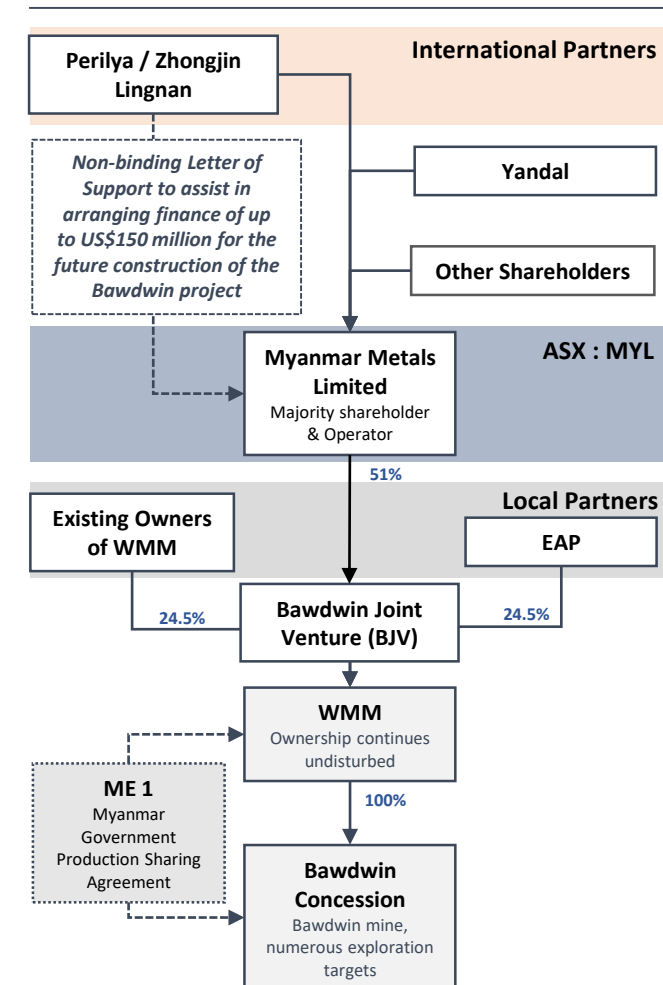 International Partners
Perilya / Zhongjin
Lingnan
Non-binding Letter of
Support to assist in
arranging finance of up
to US$150 million for the
future construction of the
Bawdwin project
Yandal
Other Shareholders
ASX : MYL
Myanmar Metals
Limited
Majority shareholder
& Operator
51%
Local Partners
Existing Owners
of WMM
EAP
24.5%
Bawdwin Joint
Venture (BJV)
24.5%
WMM
Ownership continues
undisturbed
ME 1
Myanmar
Government
Production Sharing
Agreement
100%
Bawdwin
Concession
Bawdwin mine,
numerous exploration
targets